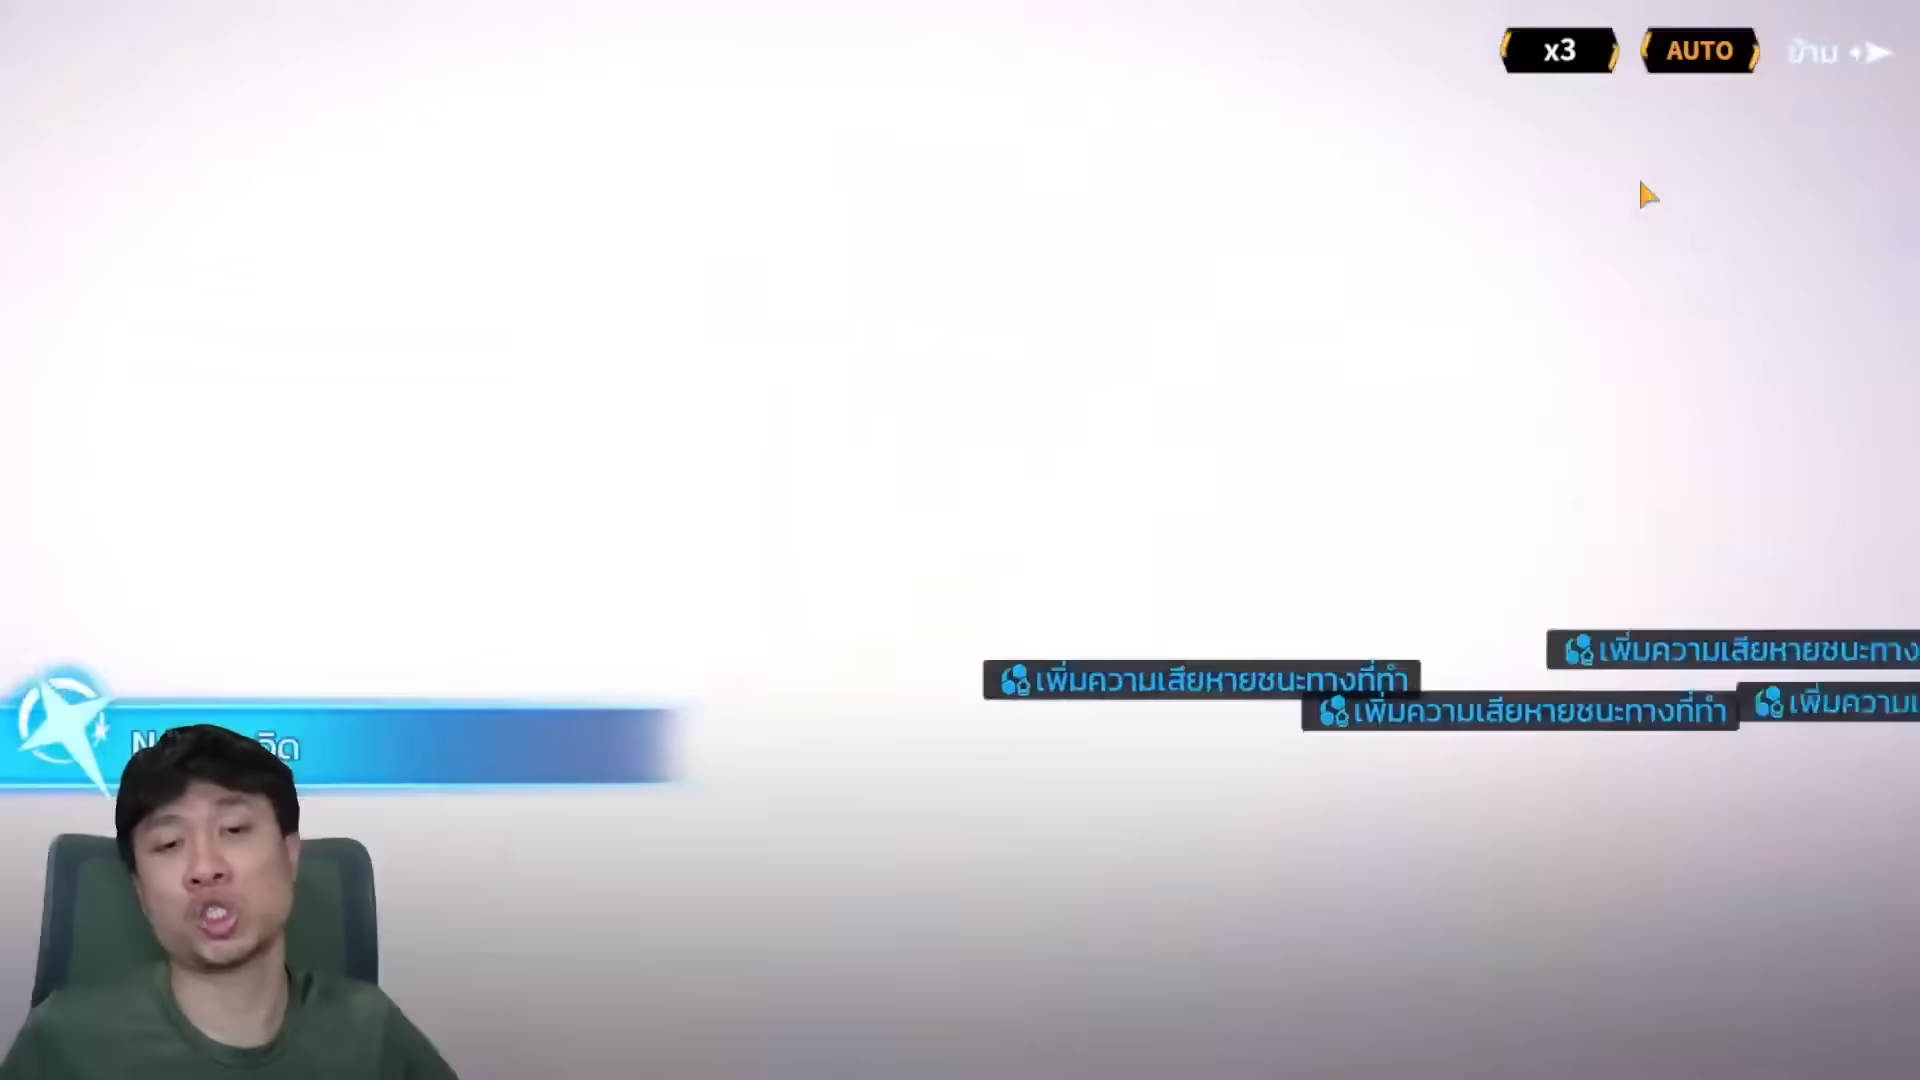 x3
AUTO
ข้าม
เพิ่มความเสียหายชนะทาง
เพิ่มความเสียหายชนะทางที่ทำ
เพิ่มความเสียหายชนะทางที่ทำ